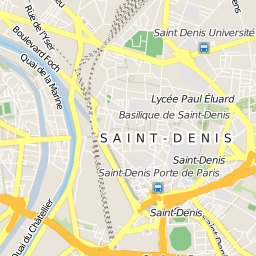 Rue de l'Yser
Saint Denis Université
Boulevard Foch
Quai de la Marine
Lycée Paul Éluard
Basilique de Saint-Denis
SAINT-DENIS
Saint-Denis
Saint-Denis Porte de Paris
Saint-Denis
Quai du Châtelier